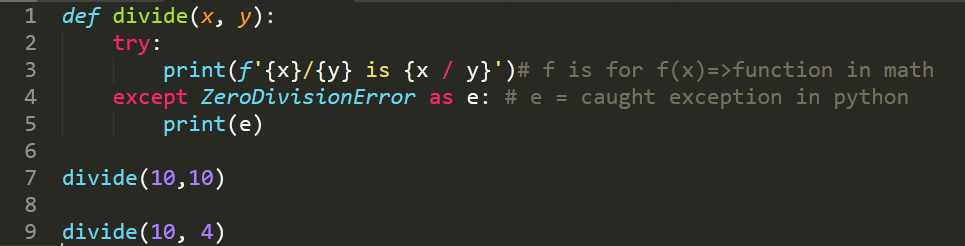 1 def divide(x, y):
2     try:
3         print(f'{x}/{y} is {x / y}')# f is for f(x)=>function in math
4     except ZeroDivisionError as e: # e = caught exception in python
5         print(e)
6
7 divide(10,10)
8
9 divide(10, 4)